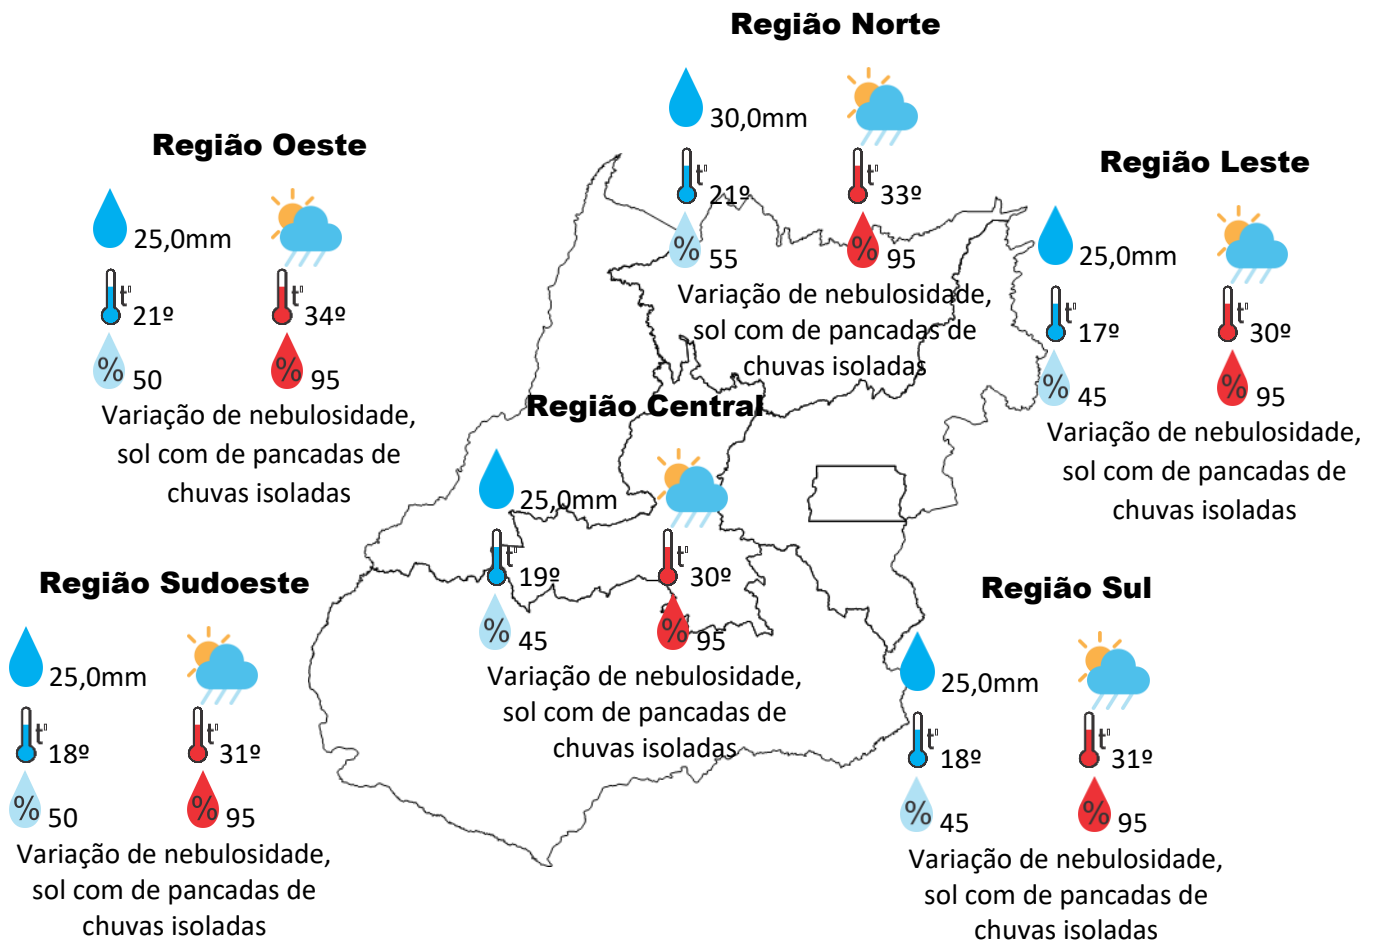 Região Norte
30,0mm
t°
21º
33º
%
55
%
95
Variação de nebulosidade,
sol com de pancadas de
chuvas isoladas
Região Oeste
25,0mm
t°
21º
t°
34º
%
50
%
95
Variação de nebulosidade,
sol com de pancadas de
chuvas isoladas
Região Leste
25,0mm
t°
17º
t°
30º
%
45
%
95
Variação de nebulosidade,
sol com de pancadas de
chuvas isoladas
Região Central
25,0mm
t°
19º
t°
30º
%
45
%
95
Variação de nebulosidade,
sol com de pancadas de
chuvas isoladas
Região Sudoeste
25,0mm
t°
18º
t°
31º
%
50
%
95
Variação de nebulosidade,
sol com de pancadas de
chuvas isoladas
Região Sul
25,0mm
t°
18º
t°
31º
%
45
%
95
Variação de nebulosidade,
sol com de pancadas de
chuvas isoladas